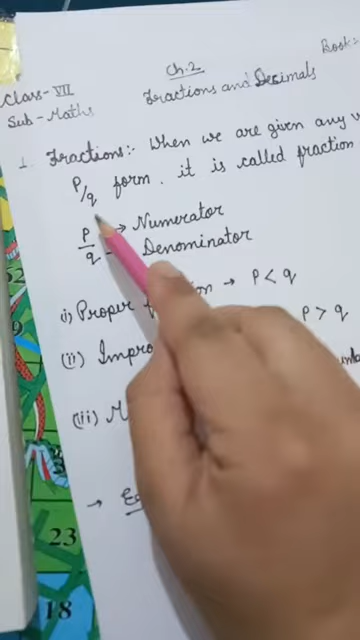 Ch.2
Book:-
Class - VII
Fractions and Decimals
Sub - Maths
1. Fractions:- When we are given any
P/q form. it is called fraction
P → Numerator
q → Denominator
(i) Proper → P < q
(ii) P > q
(iii)
→
23
18